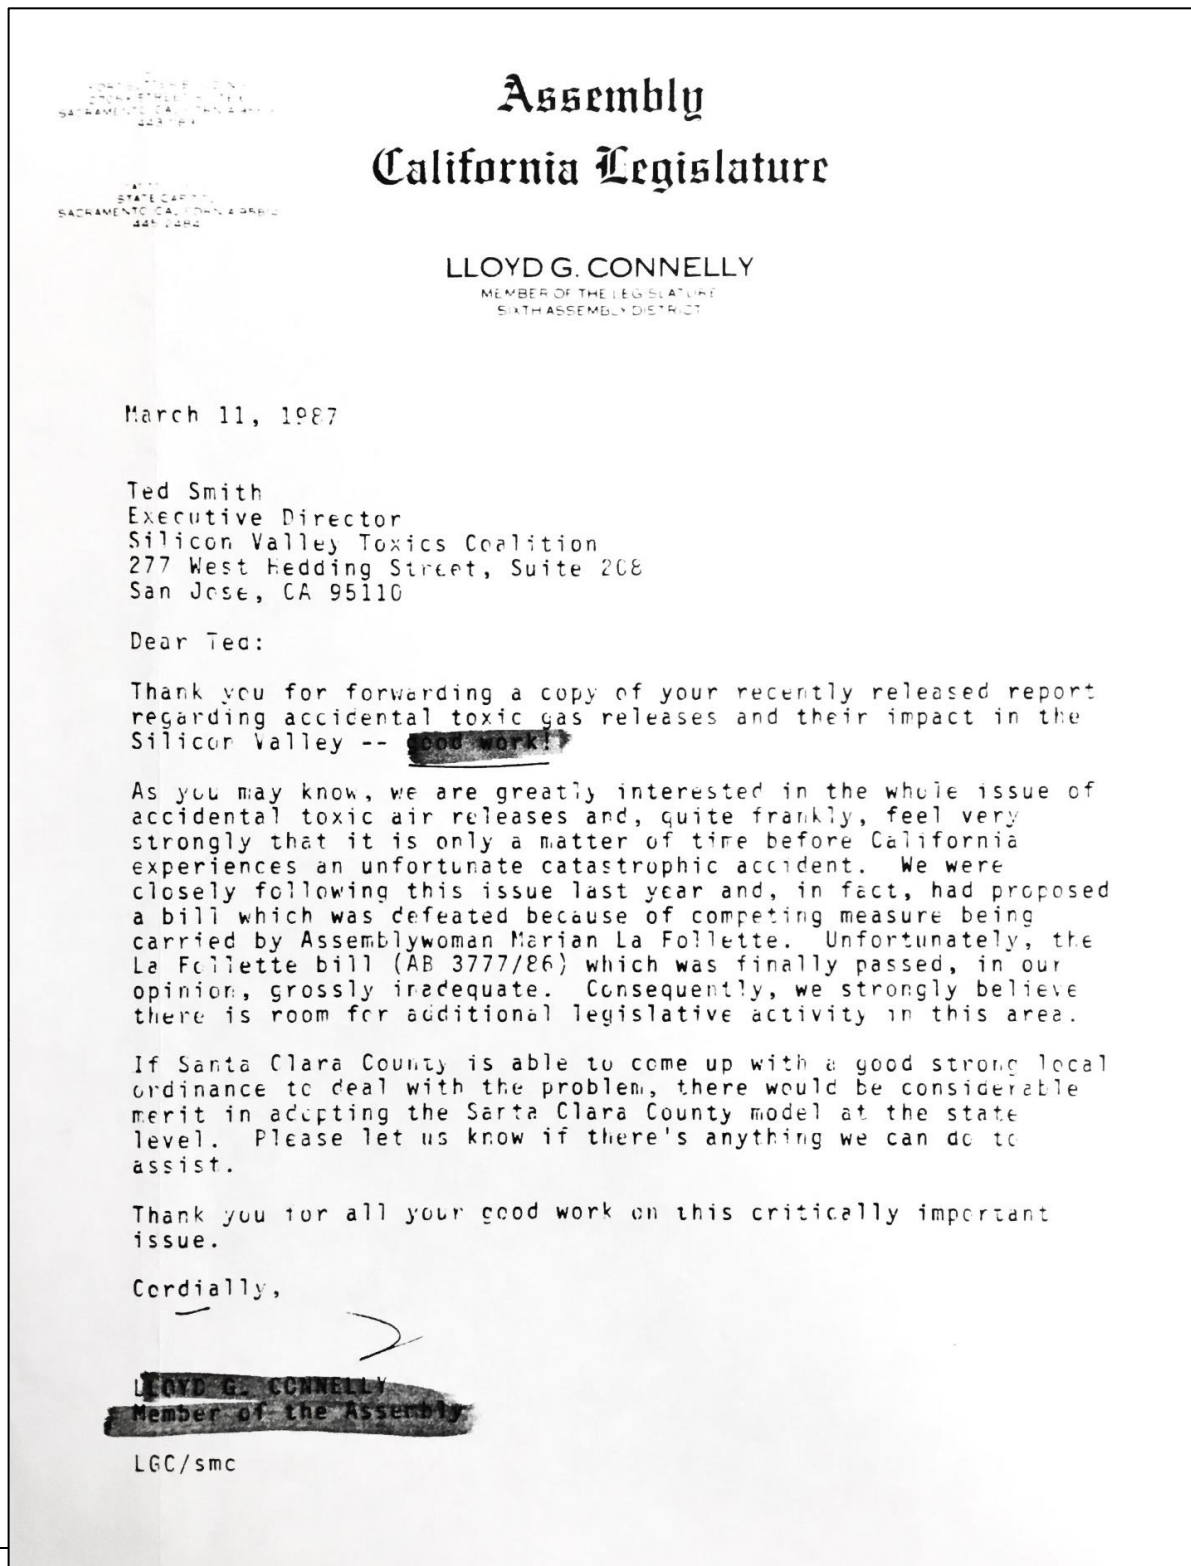 SACRAMENTO
STATE
SACRAMENTO
445 2484
Assembly
California Legislature
LLOYD G. CONNELLY
MEMBER OF THE LEGISLATURE
SIXTH ASSEMBLY DISTRICT
March 11, 1987
Ted Smith
Executive Director
Silicon Valley Toxics Coalition
277 West Hedding Street, Suite 208
San Jose, CA 95110
Dear Ted:
Thank you for forwarding a copy of your recently released report
regarding accidental toxic gas releases and their impact in the
Silicon Valley -- good work!
As you may know, we are greatly interested in the whole issue of
accidental toxic air releases and, quite frankly, feel very
strongly that it is only a matter of time before California
experiences an unfortunate catastrophic accident. We were
closely following this issue last year and, in fact, had proposed
a bill which was defeated because of competing measure being
carried by Assemblywoman Marian La Follette. Unfortunately, the
La Follette bill (AB 3777/86) which was finally passed, in our
opinion, grossly inadequate. Consequently, we strongly believe
there is room for additional legislative activity in this area.
If Santa Clara County is able to come up with a good strong local
ordinance to deal with the problem, there would be considerable
merit in adopting the Santa Clara County model at the state
level. Please let us know if there's anything we can do to
assist.
Thank you for all your good work on this critically important
issue.
Cordially,
LLOYD G. CONNELLY
Member of the Assembly
LGC/smc